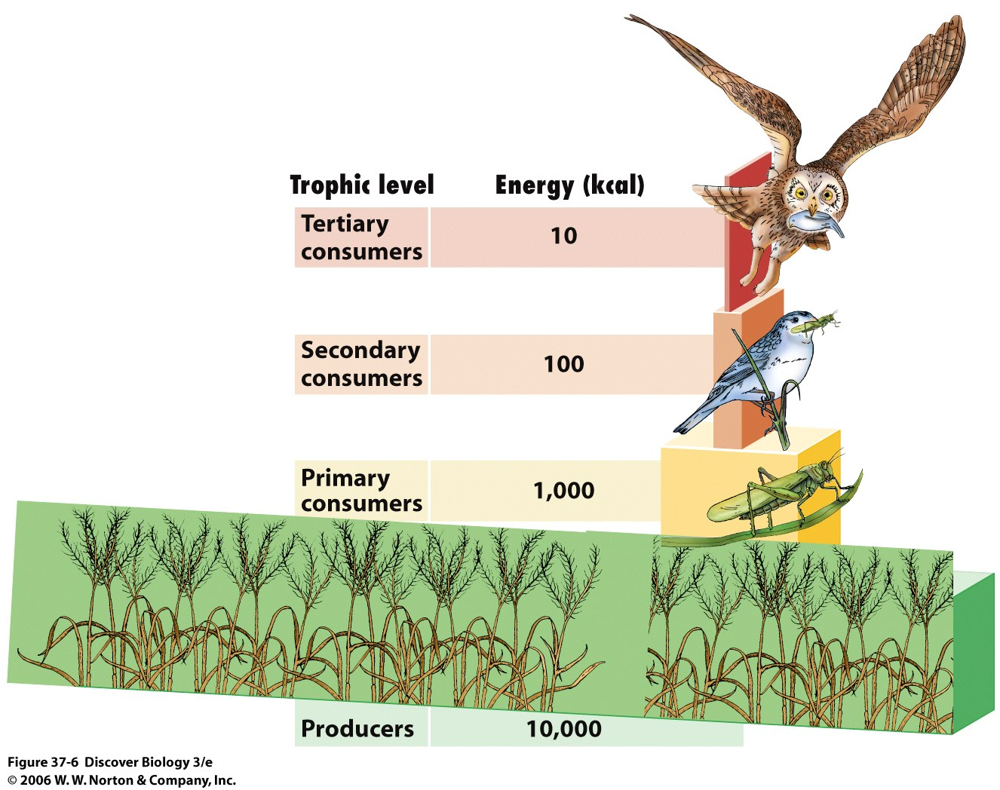 Trophic level Energy (kcal)
Tertiary
consumers
10
Secondary
consumers
100
Primary
consumers
1,000
Producers
10,000
Figure 37-6 Discover Biology 3/e
© 2006 W. W. Norton & Company, Inc.